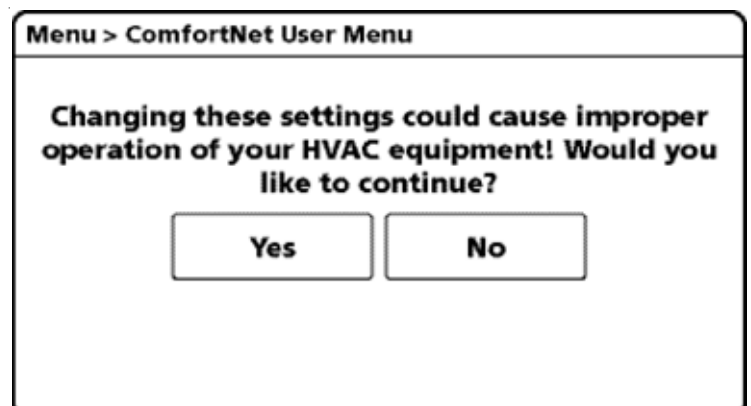 Menu > ComfortNet User Menu
Changing these settings could cause improper
operation of your HVAC equipment! Would you
like to continue?
Yes
No